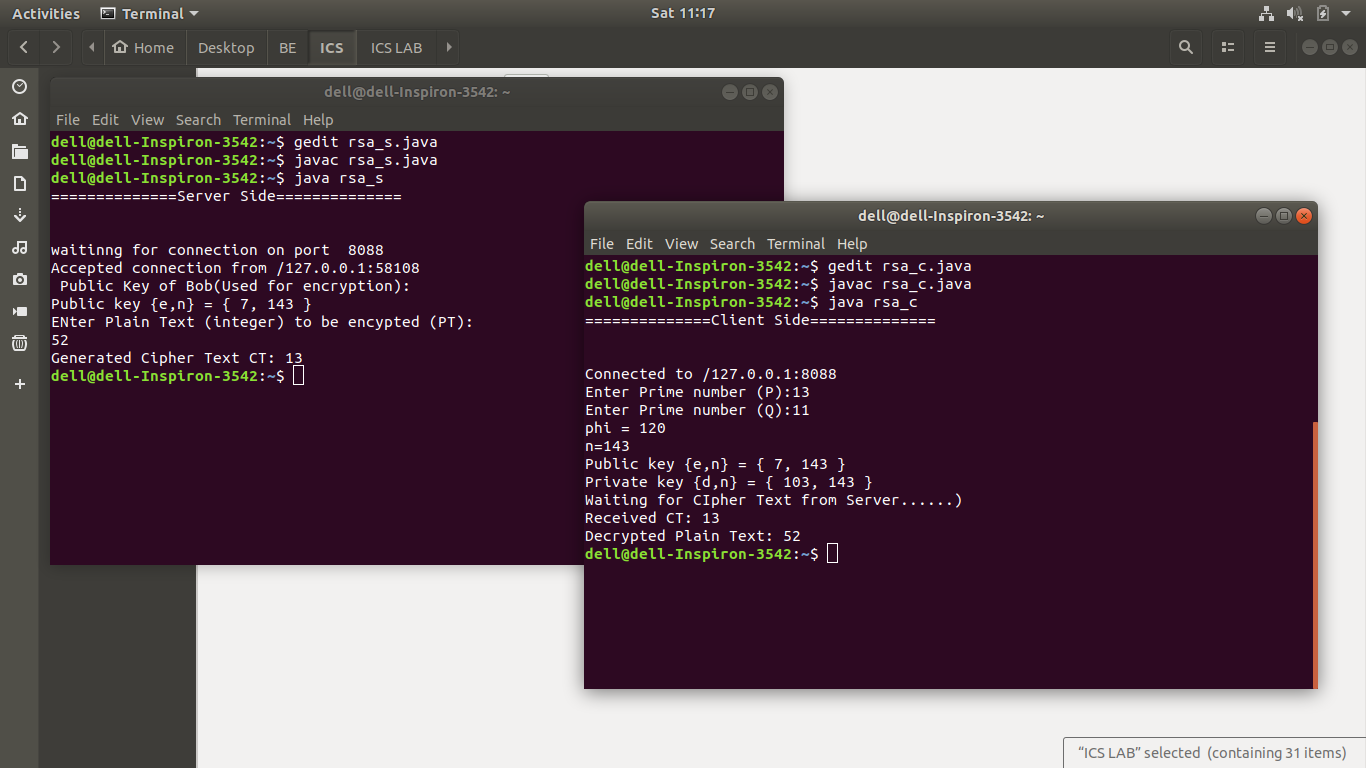 Activities Terminal Sat 11:17
Home Desktop BE ICS ICS LAB
dell@dell-Inspiron-3542: ~
File Edit View Search Terminal Help
dell@dell-Inspiron-3542:~$ gedit rsa_s.java
dell@dell-Inspiron-3542:~$ javac rsa_s.java
dell@dell-Inspiron-3542:~$ java rsa_s
==============Server Side==============
waitinng for connection on port  8088
Accepted connection from /127.0.0.1:58108
 Public Key of Bob(Used for encryption):
Public key {e,n} = { 7, 143 }
ENter Plain Text (integer) to be encypted (PT):
52
Generated Cipher Text CT: 13
dell@dell-Inspiron-3542:~$
dell@dell-Inspiron-3542: ~
File Edit View Search Terminal Help
dell@dell-Inspiron-3542:~$ gedit rsa_c.java
dell@dell-Inspiron-3542:~$ javac rsa_c.java
dell@dell-Inspiron-3542:~$ java rsa_c
==============Client Side==============
Connected to /127.0.0.1:8088
Enter Prime number (P):13
Enter Prime number (Q):11
phi = 120
n=143
Public key {e,n} = { 7, 143 }
Private key {d,n} = { 103, 143 }
Waiting for CIpher Text from Server......)
Received CT: 13
Decrypted Plain Text: 52
dell@dell-Inspiron-3542:~$
“ICS LAB” selected (containing 31 items)